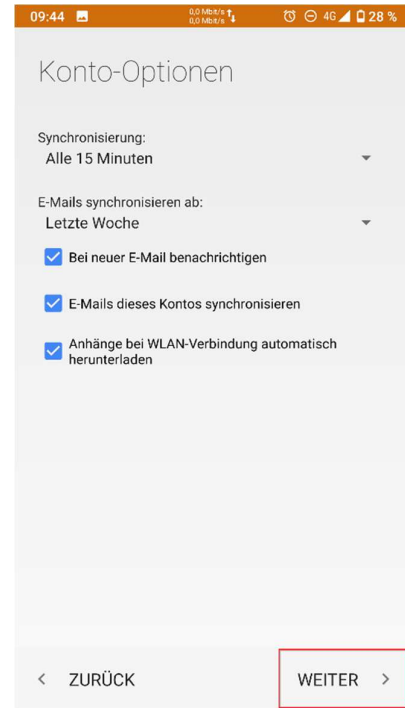 09:44 0,0 Mbit/s 4G 28 %
0,0 Mbit/s
Konto-Optionen
Synchronisierung:
Alle 15 Minuten
E-Mails synchronisieren ab:
Letzte Woche
Bei neuer E-Mail benachrichtigen
E-Mails dieses Kontos synchronisieren
Anhänge bei WLAN-Verbindung automatisch
herunterladen
ZURÜCK WEITER